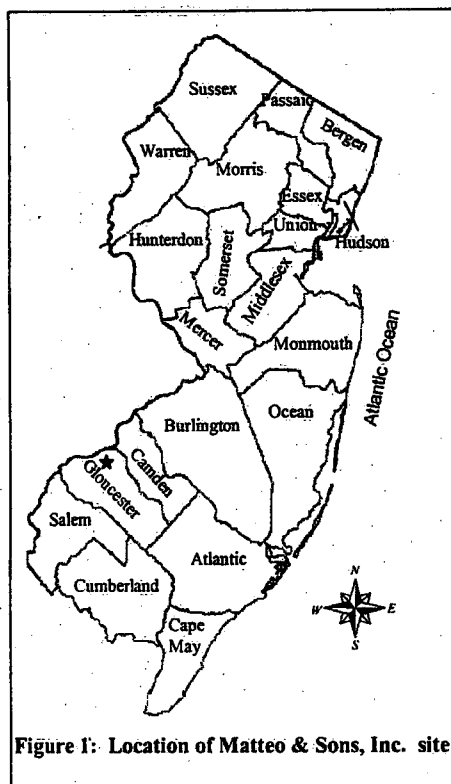 Sussex
Passaic
Bergen
Warren
Morris
Essex
Union
Hudson
Hunterdon
Somerset
Middlesex
Mercer
Monmouth
Atlantic Ocean
Burlington
Ocean
Camden
Gloucester
Salem
Atlantic
Cumberland
Cape
May
N
W
E
S
Figure 1: Location of Matteo & Sons, Inc. site